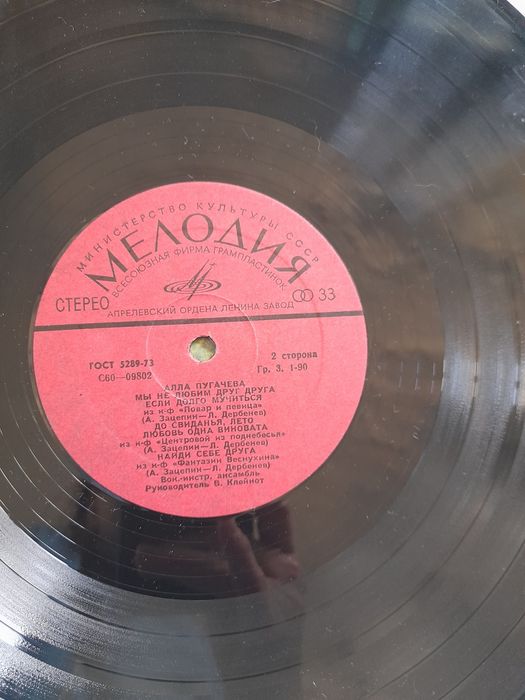 МИНИСТЕРСТВО КУЛЬТУРЫ СССР
МЕЛОДИЯ
ВСЕСОЮЗНАЯ ФИРМА ГРАМПЛАСТИНОК
СТЕРЕО
33
АПРЕЛЕВСКИЙ ОРДЕНА ЛЕНИНА ЗАВОД
ГОСТ 5289-73
2 сторона
С60—09802
Гр. 3. 1-90
АЛЛА ПУГАЧЕВА
МЫ НЕ ЛЮБИМ ДРУГ ДРУГА
ЕСЛИ ДОЛГО МУЧИТЬСЯ
из к-ф «Повар и певица»
(А. Зацепин—Л. Дербенев)
ДО СВИДАНЬЯ, ЛЕТО
ЛЮБОВЬ ОДНА ВИНОВАТА
из к-ф «Центровой из поднебесья»
(А. Зацепин—Л. Дербенев)
НАЙДИ СЕБЕ ДРУГА
из к-ф «Фантазии Веснухина»
(А. Зацепин—Л. Дербенев)
Вок.-инстр. ансамбль
Руководитель В. Клейнот